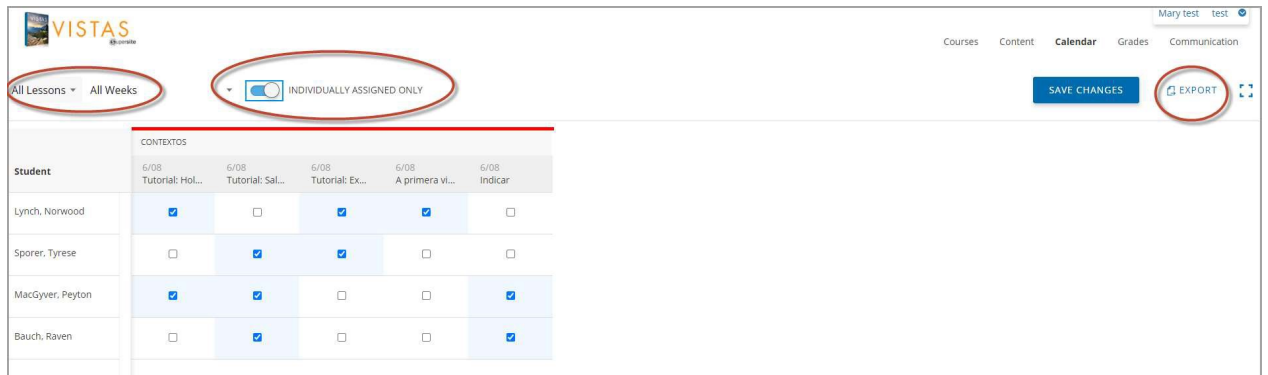 Mary test test
VISTAS
supersite
Courses Content Calendar Grades Communication
All Lessons All Weeks INDIVIDUALLY ASSIGNED ONLY SAVE CHANGES EXPORT
CONTEXTOS
Student
6/08 6/08 6/08 6/08 6/08
Tutorial: Hol... Tutorial: Sal... Tutorial: Ex... A primera vi... Indicar
Lynch, Norwood
Sporer, Tyrese
MacGyver, Peyton
Bauch, Raven